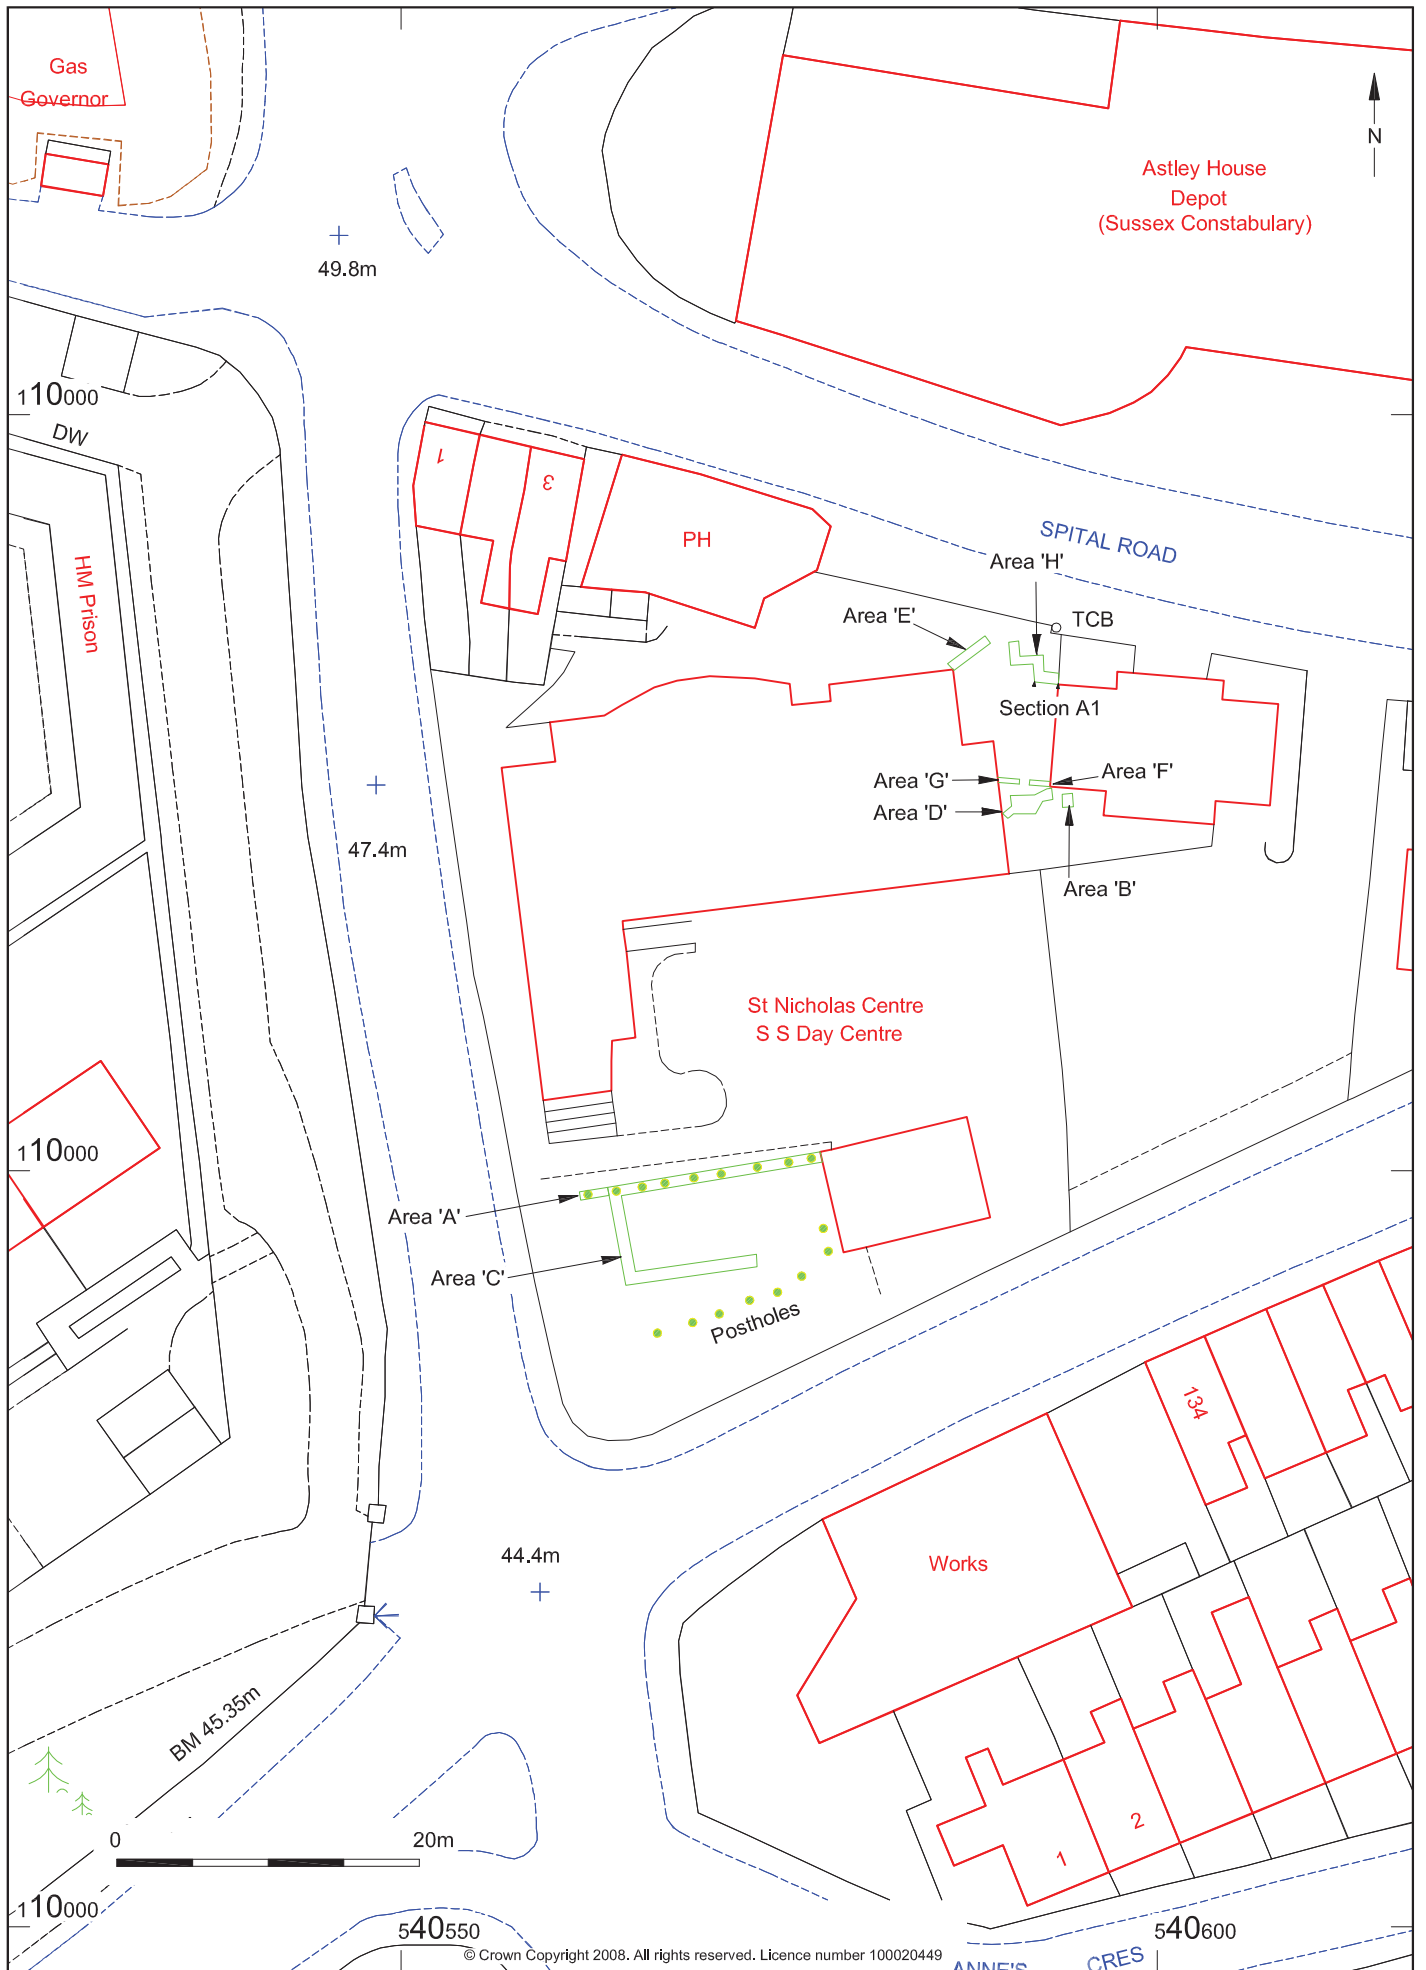 Gas
Governor
N
Astley House
Depot
(Sussex Constabulary)
49.8m
110000
DW
1
3
PH
SPITAL ROAD
HM Prison
Area 'H'
Area 'E'
TCB
Section A1
Area 'G'
Area 'F'
Area 'D'
47.4m
Area 'B'
St Nicholas Centre
S S Day Centre
110000
Area 'A'
Area 'C'
Postholes
134
44.4m
Works
BM 45.35m
2
1
0 20m
110000
540550
540600
© Crown Copyright 2008. All rights reserved. Licence number 100020449
ANNE'S CRES